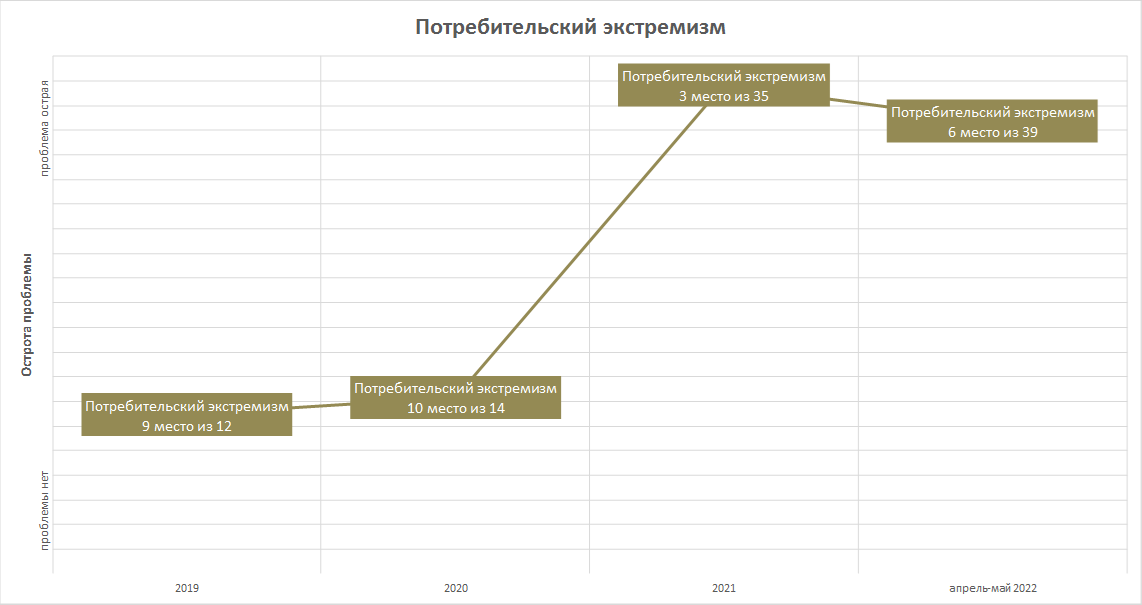 Потребительский экстремизм
проблема острая
Острота проблемы
проблемы нет
Потребительский экстремизм
9 место из 12
Потребительский экстремизм
10 место из 14
Потребительский экстремизм
3 место из 35
Потребительский экстремизм
6 место из 39
2019
2020
2021
апрель-май 2022